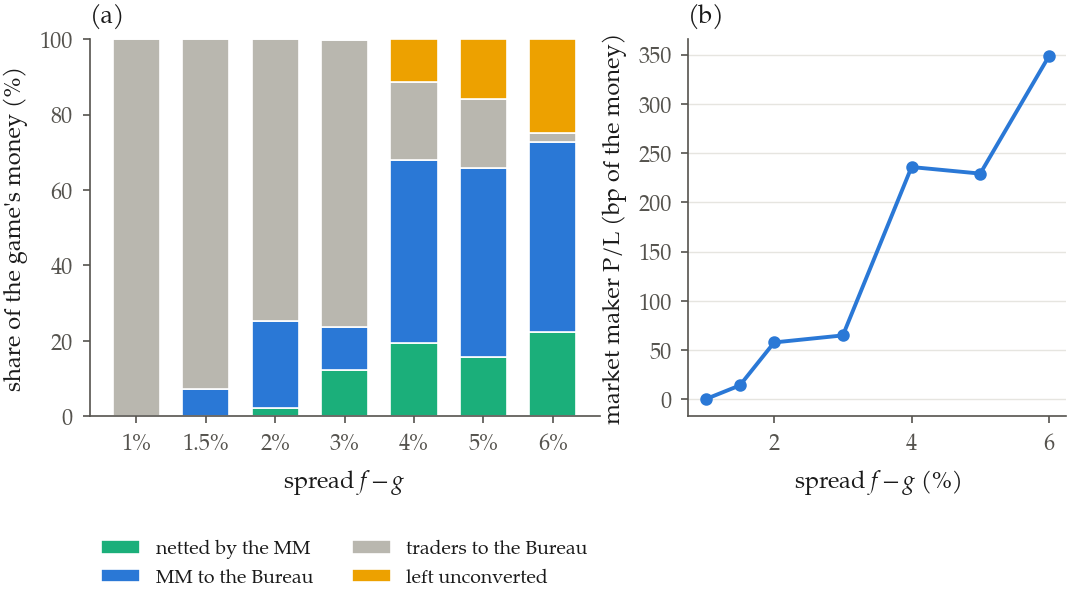 (a)
share of the game's money (%)
100
80
60
40
20
0
1% 1.5% 2% 3% 4% 5% 6%
spread f − g
netted by the MM
MM to the Bureau
traders to the Bureau
left unconverted
(b)
market maker P/L (bp of the money)
350
300
250
200
150
100
50
0
2 4 6
spread f − g (%)